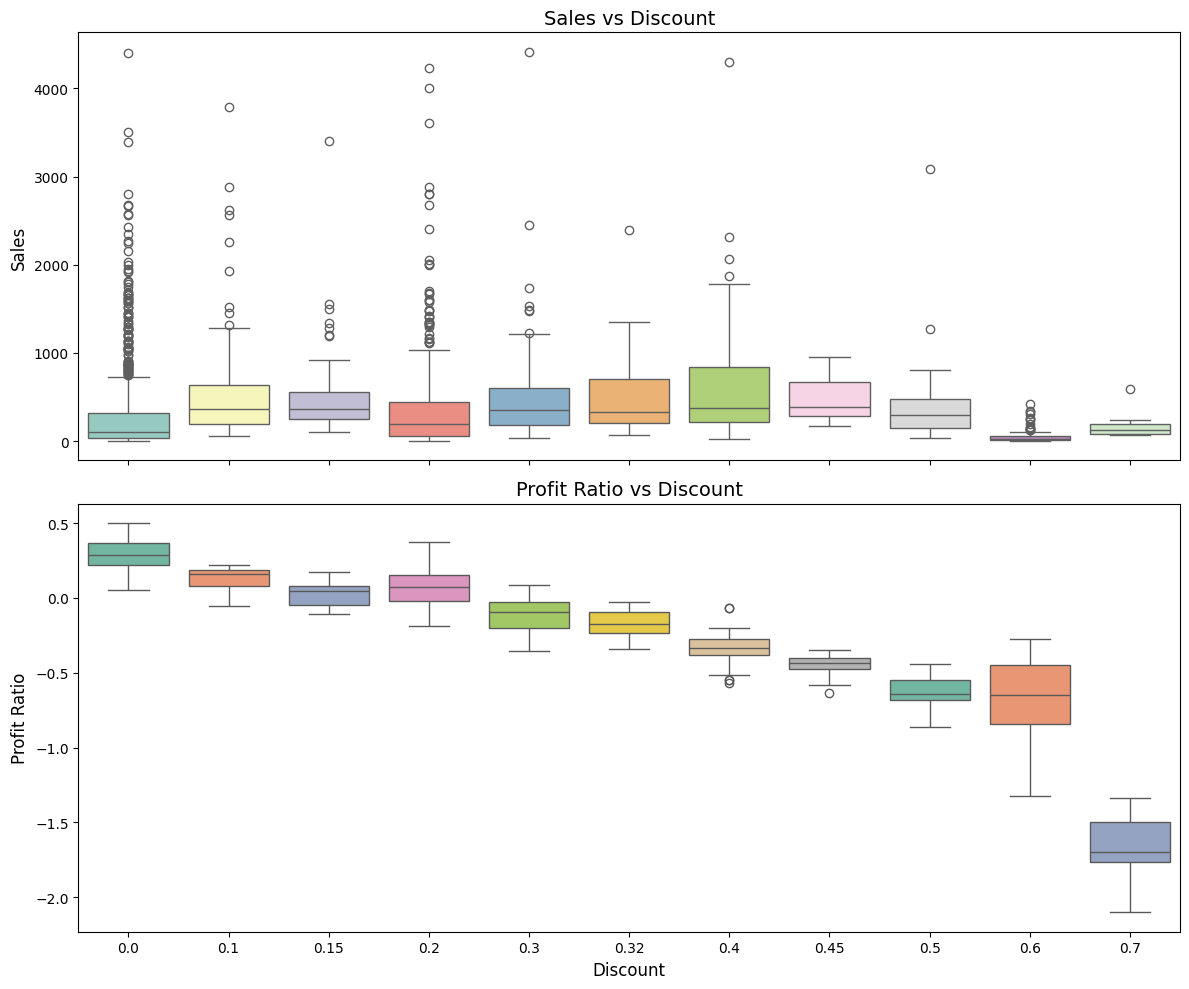 Sales vs Discount
4000
3000
2000
1000
0
Sales
Profit Ratio vs Discount
0.5
0.0
−0.5
−1.0
−1.5
−2.0
Profit Ratio
0.0 0.1 0.15 0.2 0.3 0.32 0.4 0.45 0.5 0.6 0.7
Discount